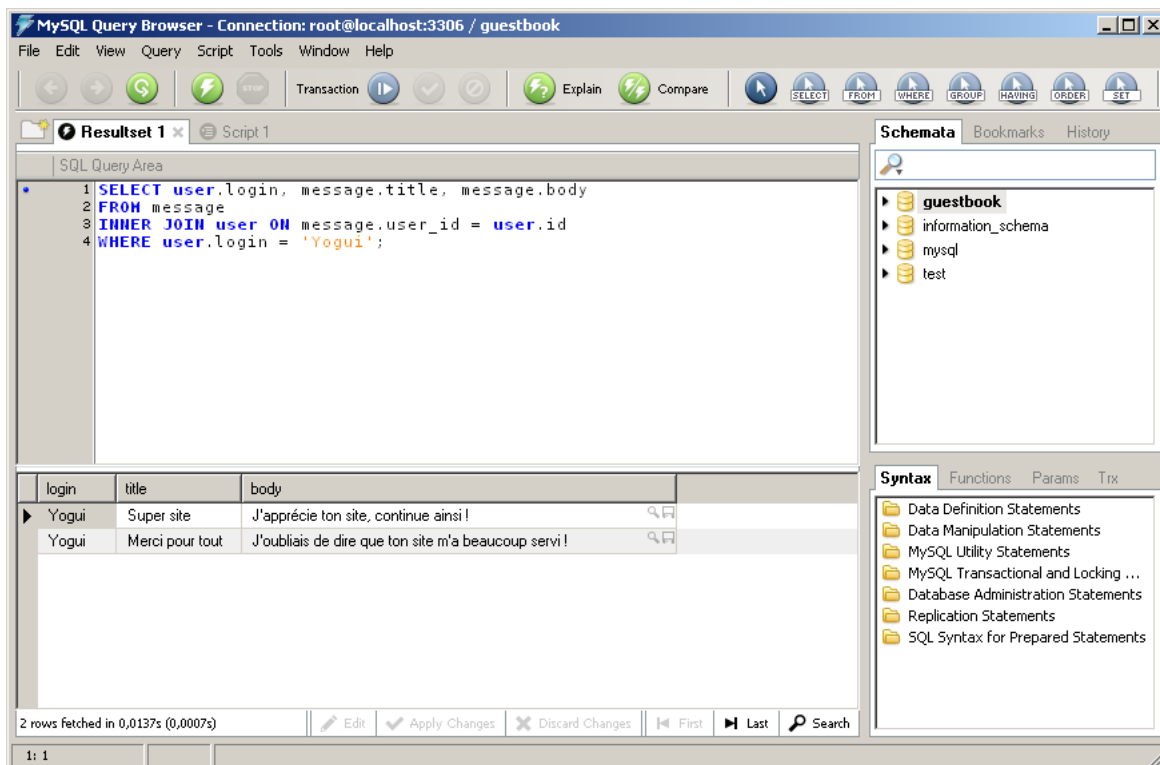 MySQL Query Browser - Connection: root@localhost:3306 / guestbook
File Edit View Query Script Tools Window Help
Transaction Explain Compare SELECT FROM WHERE GROUP HAVING ORDER SET
Resultset 1 Script 1
SQL Query Area
1 SELECT user.login, message.title, message.body
2 FROM message
3 INNER JOIN user ON message.user_id = user.id
4 WHERE user.login = 'Yogui';
login title body
Yogui Super site J'apprécie ton site, continue ainsi !
Yogui Merci pour tout J'oubliais de dire que ton site m'a beaucoup servi !
2 rows fetched in 0,0137s (0,0007s) Edit Apply Changes Discard Changes First Last Search
1: 1
Schemata Bookmarks History
guestbook
information_schema
mysql
test
Syntax Functions Params Trx
Data Definition Statements
Data Manipulation Statements
MySQL Utility Statements
MySQL Transactional and Locking ...
Database Administration Statements
Replication Statements
SQL Syntax for Prepared Statements